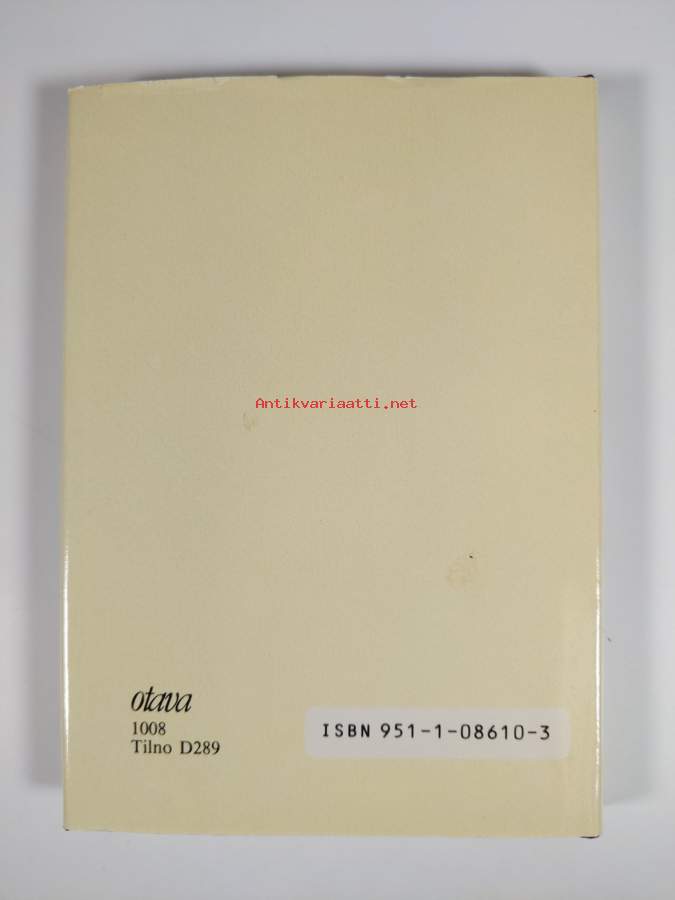 Antikvariaatti.net
otava
1008
Tilno D289
ISBN 951-1-08610-3